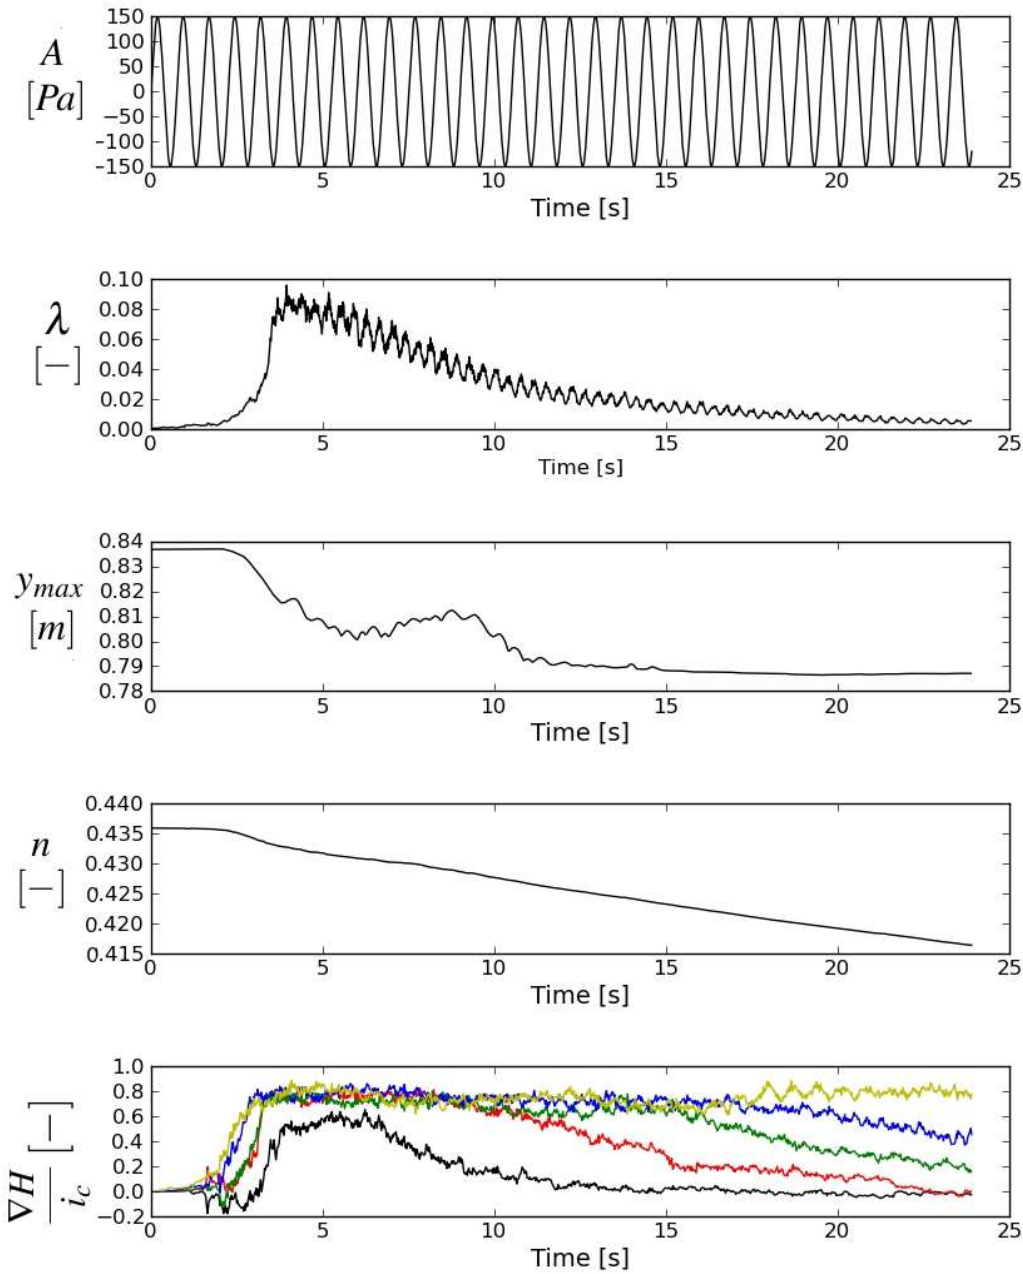 A
[Pa]
150
100
50
0
−50
−100
−150
0 5 10 15 20 25
Time [s]
λ
[−]
0.10
0.08
0.06
0.04
0.02
0.00
0 5 10 15 20 25
Time [s]
y_max
[m]
0.84
0.83
0.82
0.81
0.80
0.79
0.78
0 5 10 15 20 25
Time [s]
n
[−]
0.440
0.435
0.430
0.425
0.420
0.415
0 5 10 15 20 25
Time [s]
∇H
i_c
[−]
1.0
0.8
0.6
0.4
0.2
0.0
−0.2
0 5 10 15 20 25
Time [s]